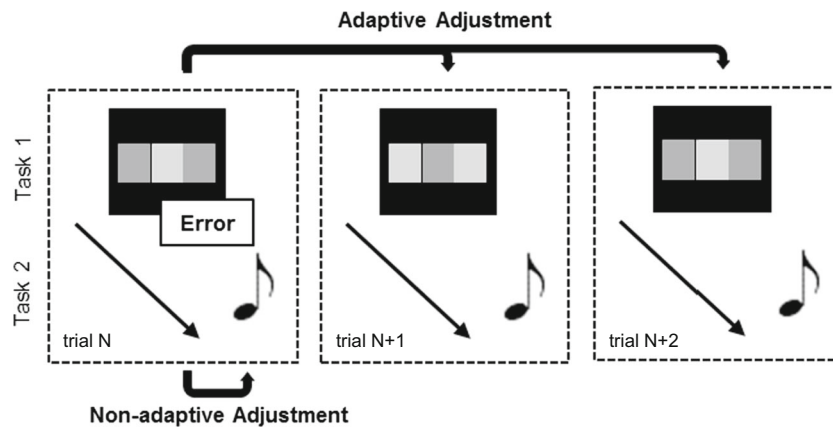 Adaptive Adjustment
Task 1
Error
Task 2
trial N
trial N+1
trial N+2
Non-adaptive Adjustment